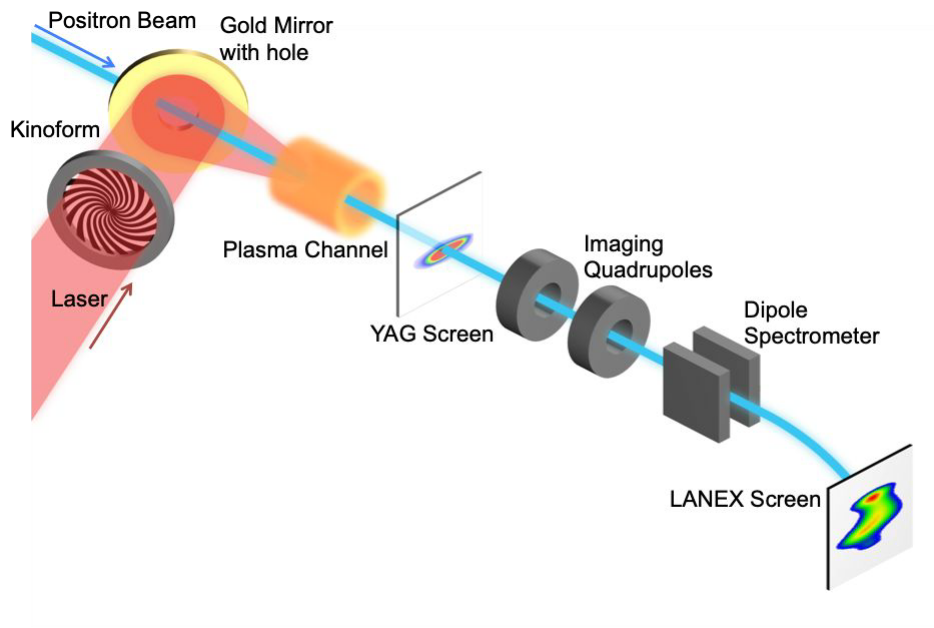 Positron Beam
Gold Mirror
with hole
Kinoform
Plasma Channel
Laser
Imaging
Quadrupoles
YAG Screen
Dipole
Spectrometer
LANEX Screen